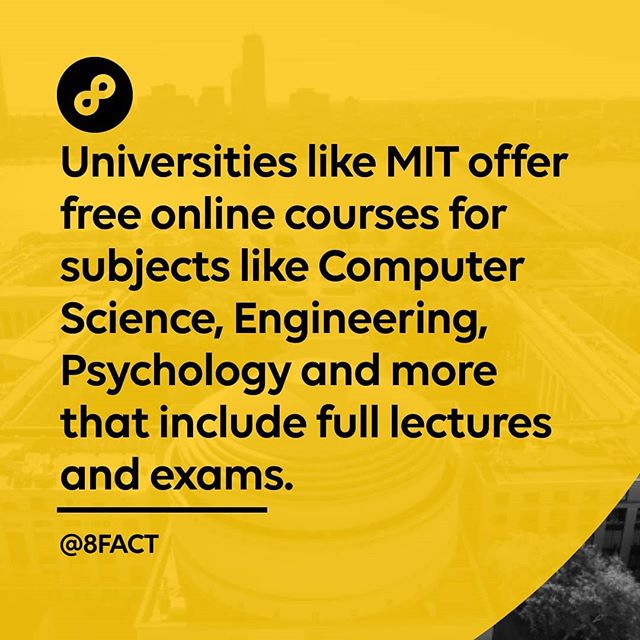 Universities like MIT offer
free online courses for
subjects like Computer
Science, Engineering,
Psychology and more
that include full lectures
and exams.
@8FACT